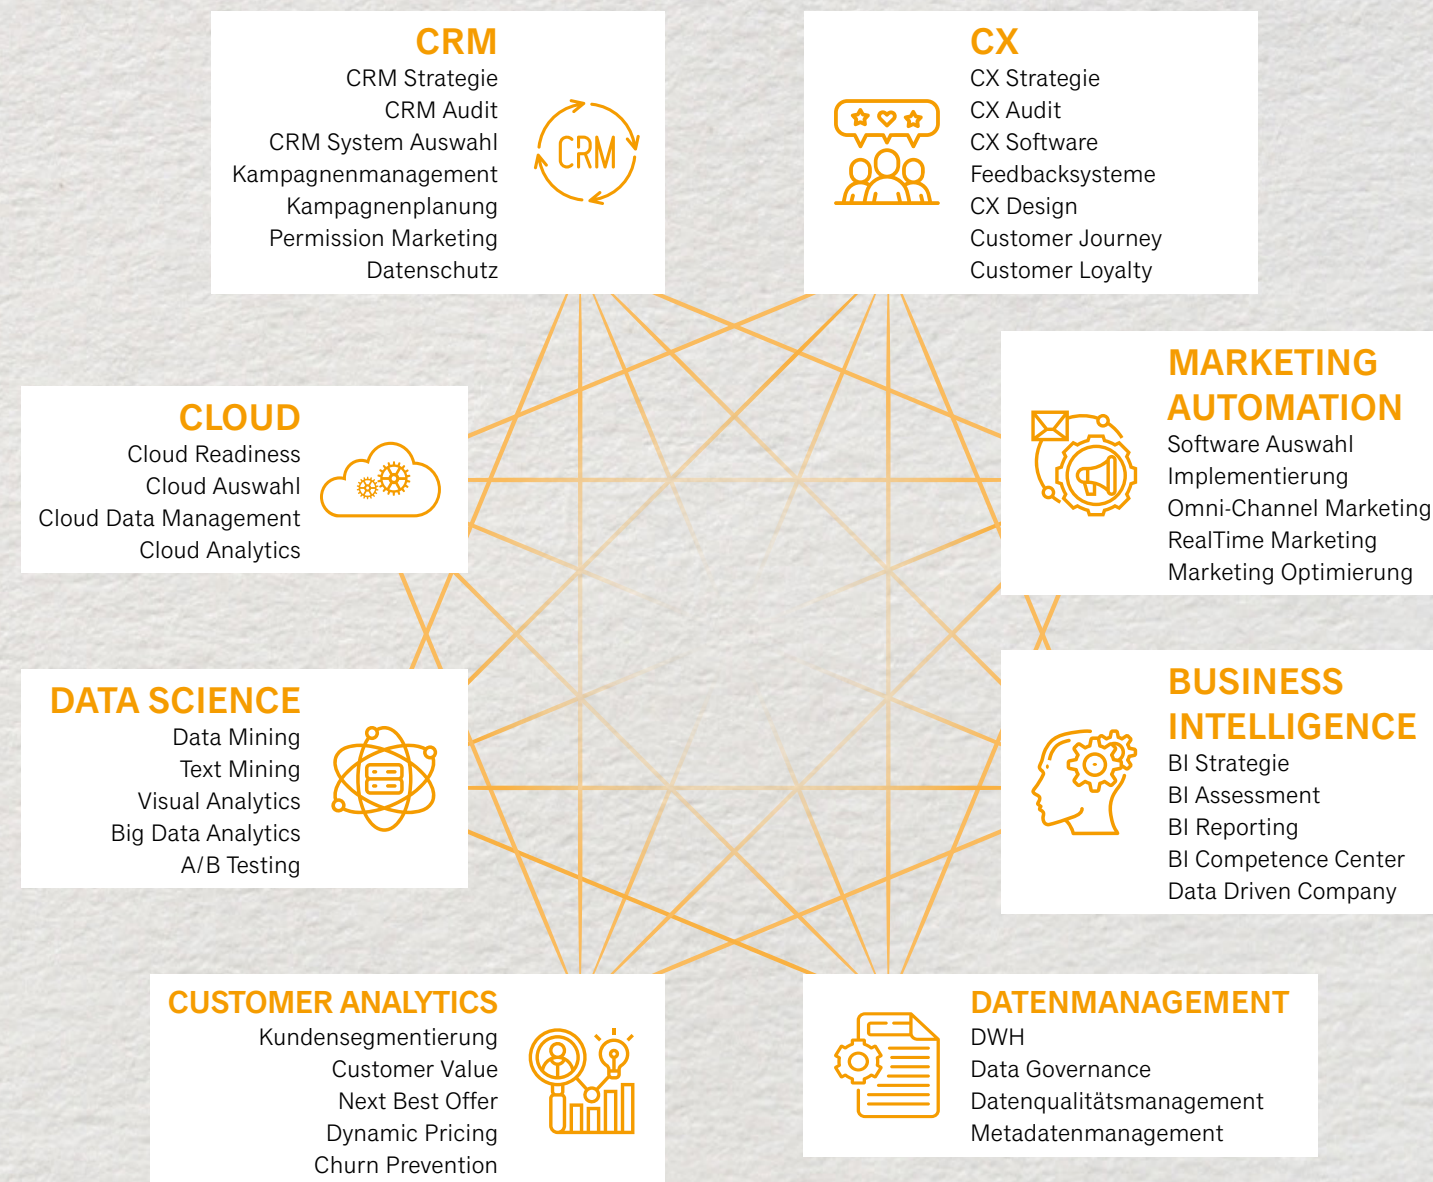 CRM
CRM Strategie
CRM Audit
CRM System Auswahl
Kampagnenmanagement
Kampagnenplanung
Permission Marketing
Datenschutz
CRM
CX
CX Strategie
CX Audit
CX Software
Feedbacksysteme
CX Design
Customer Journey
Customer Loyalty
CLOUD
Cloud Readiness
Cloud Auswahl
Cloud Data Management
Cloud Analytics
MARKETING
AUTOMATION
Software Auswahl
Implementierung
Omni-Channel Marketing
RealTime Marketing
Marketing Optimierung
DATA SCIENCE
Data Mining
Text Mining
Visual Analytics
Big Data Analytics
A/B Testing
BUSINESS
INTELLIGENCE
BI Strategie
BI Assessment
BI Reporting
BI Competence Center
Data Driven Company
CUSTOMER ANALYTICS
Kundensegmentierung
Customer Value
Next Best Offer
Dynamic Pricing
Churn Prevention
DATENMANAGEMENT
DWH
Data Governance
Datenqualitätsmanagement
Metadatenmanagement